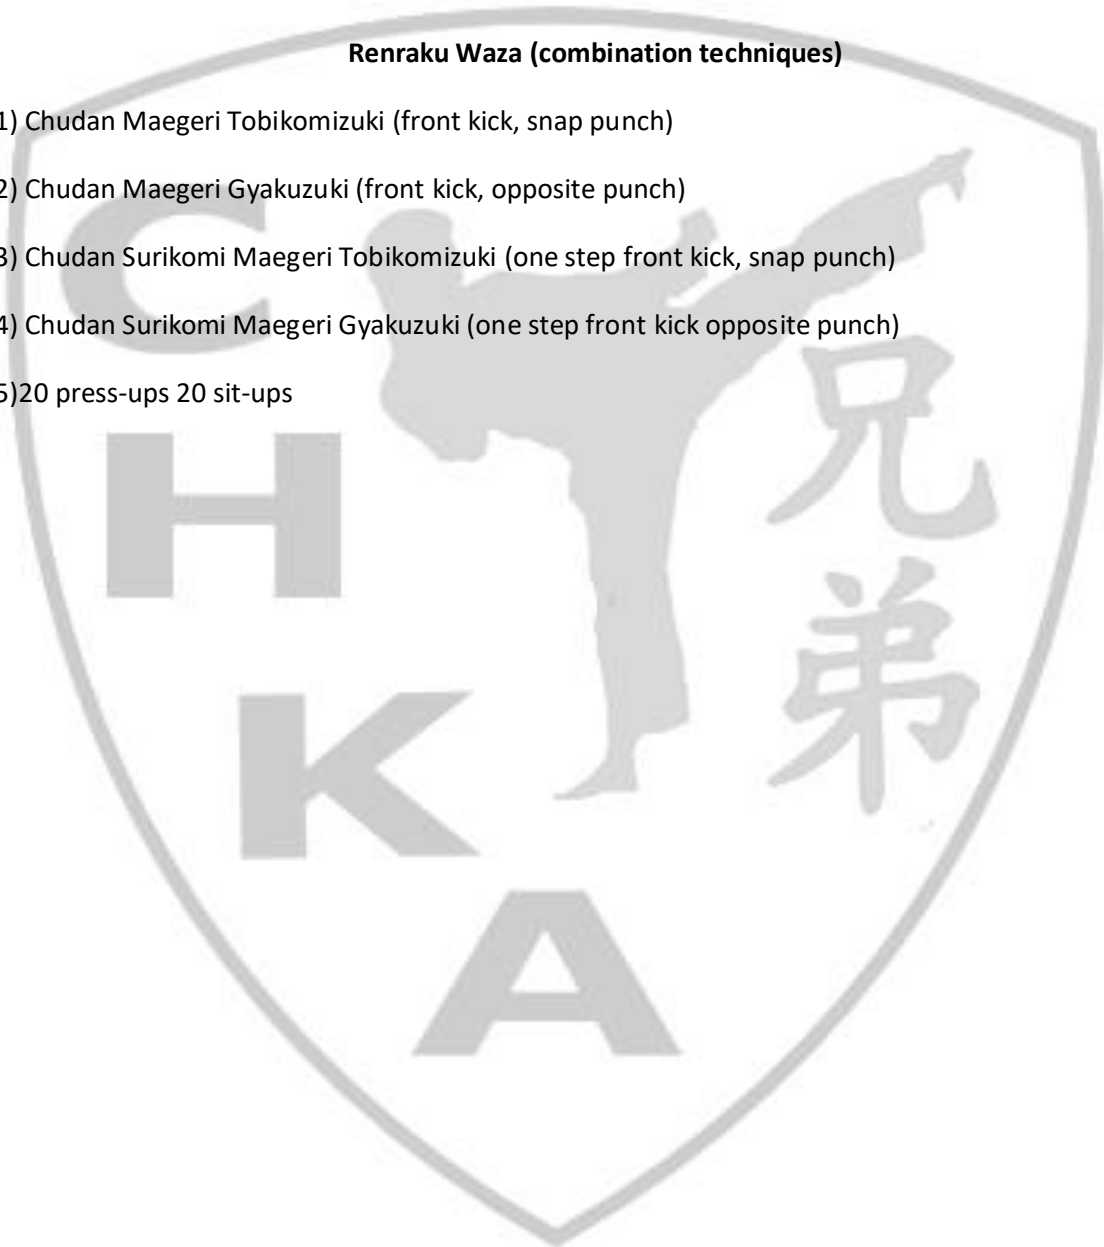 Renraku Waza (combination techniques)
1) Chudan Maegeri Tobikomizuki (front kick, snap punch)
2) Chudan Maegeri Gyakuzuki (front kick, opposite punch)
3) Chudan Surikomi Maegeri Tobikomizuki (one step front kick, snap punch)
4) Chudan Surikomi Maegeri Gyakuzuki (one step front kick opposite punch)
5)20 press-ups 20 sit-ups
C
H
K
A
兄
弟